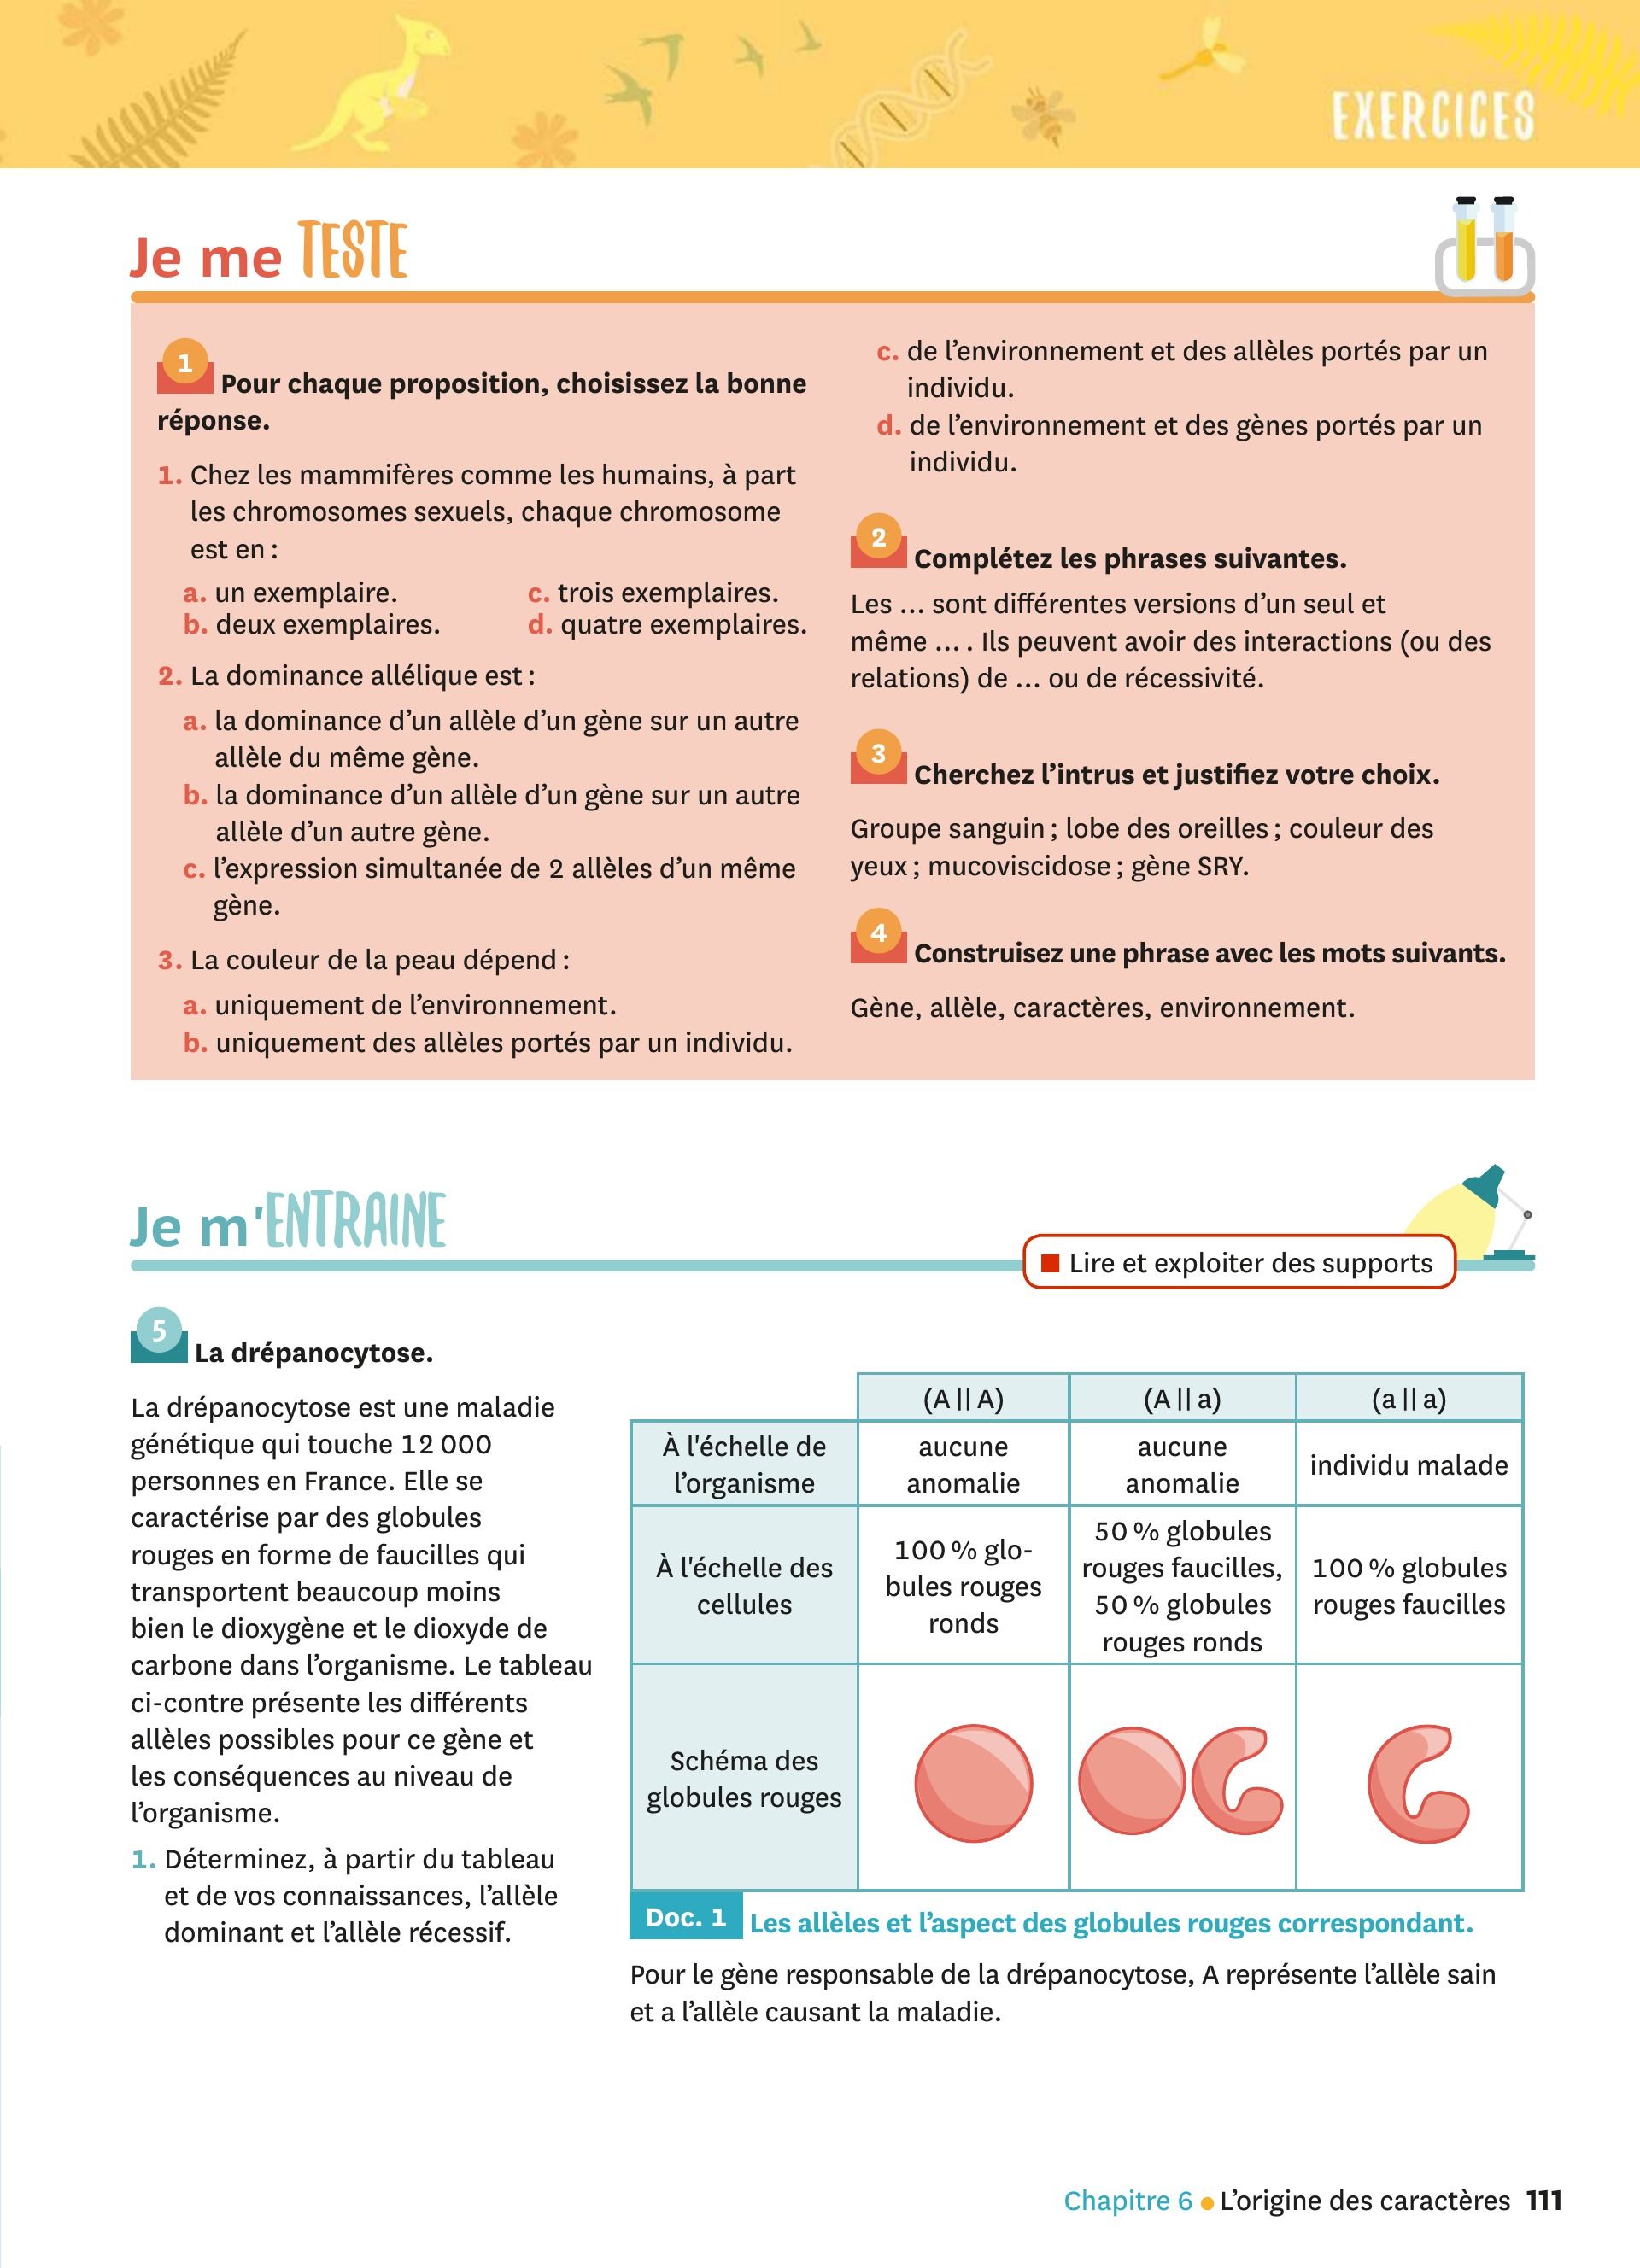 EXERCICES
Je me TESTE
1 Pour chaque proposition, choisissez la bonne
réponse.
1. Chez les mammifères comme les humains, à part
les chromosomes sexuels, chaque chromosome
est en :
a. un exemplaire.
b. deux exemplaires.
c. trois exemplaires.
d. quatre exemplaires.
2. La dominance allélique est :
a. la dominance d’un allèle d’un gène sur un autre
allèle du même gène.
b. la dominance d’un allèle d’un gène sur un autre
allèle d’un autre gène.
c. l’expression simultanée de 2 allèles d’un même
gène.
3. La couleur de la peau dépend :
a. uniquement de l’environnement.
b. uniquement des allèles portés par un individu.
c. de l’environnement et des allèles portés par un
individu.
d. de l’environnement et des gènes portés par un
individu.
2 Complétez les phrases suivantes.
Les … sont différentes versions d’un seul et
même … . Ils peuvent avoir des interactions (ou des
relations) de … ou de récessivité.
3 Cherchez l’intrus et justifiez votre choix.
Groupe sanguin ; lobe des oreilles ; couleur des
yeux ; mucoviscidose ; gène SRY.
4 Construisez une phrase avec les mots suivants.
Gène, allèle, caractères, environnement.
Je m'ENTRAINE
Lire et exploiter des supports
5 La drépanocytose.
La drépanocytose est une maladie
génétique qui touche 12 000
personnes en France. Elle se
caractérise par des globules
rouges en forme de faucilles qui
transportent beaucoup moins
bien le dioxygène et le dioxyde de
carbone dans l’organisme. Le tableau
ci-contre présente les différents
allèles possibles pour ce gène et
les conséquences au niveau de
l’organisme.
1. Déterminez, à partir du tableau
et de vos connaissances, l’allèle
dominant et l’allèle récessif.
(A || A)
(A || a)
(a || a)
À l'échelle de
l’organisme
aucune
anomalie
aucune
anomalie
individu malade
À l'échelle des
cellules
100 % glo-
bules rouges
ronds
50 % globules
rouges faucilles,
50 % globules
rouges ronds
100 % globules
rouges faucilles
Schéma des
globules rouges
Doc. 1 Les allèles et l’aspect des globules rouges correspondant.
Pour le gène responsable de la drépanocytose, A représente l’allèle sain
et a l’allèle causant la maladie.
Chapitre 6 ● L’origine des caractères 111